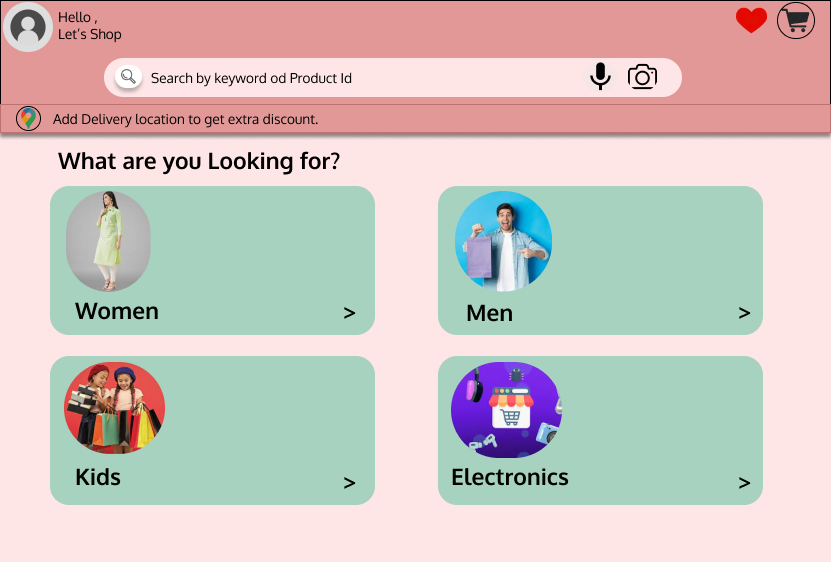 Hello ,
Let's Shop
Search by keyword od Product Id
Add Delivery location to get extra discount.
What are you Looking for?
Women >
Men >
Kids >
Electronics >